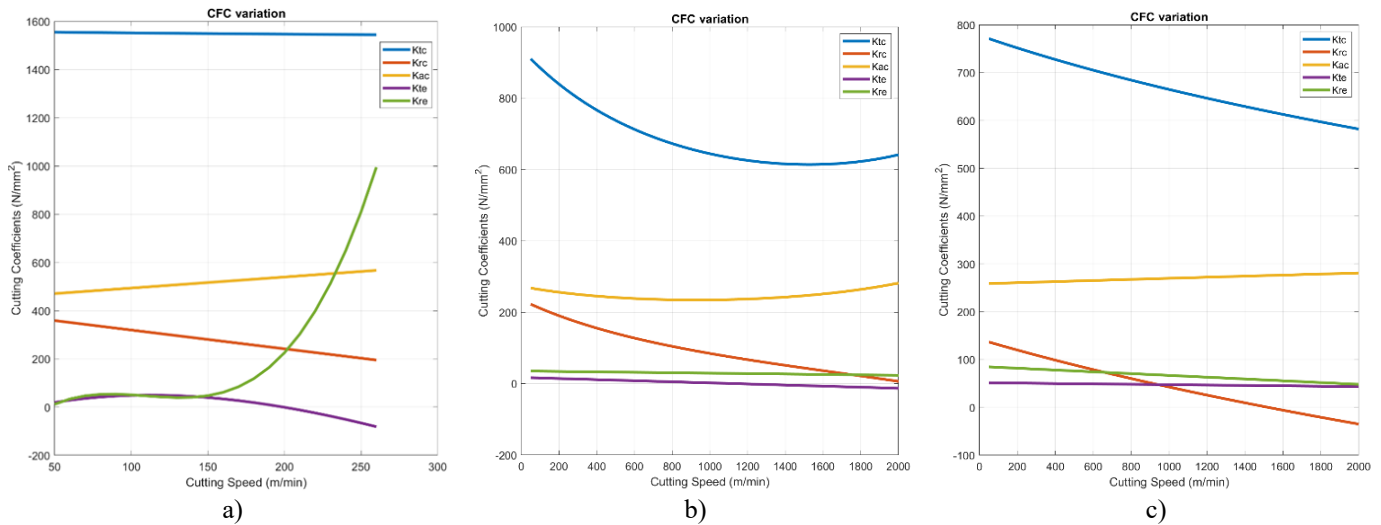 CFC variation
Cutting Coefficients (N/mm²)
1600
1400
1200
1000
800
600
400
200
0
-200
50
100
150
200
250
300
Cutting Speed (m/min)
Ktc
Krc
Kac
Kte
Kre
a)
CFC variation
Cutting Coefficients (N/mm²)
1000
800
600
400
200
0
-200
0
200
400
600
800
1000
1200
1400
1600
1800
2000
Cutting Speed (m/min)
Ktc
Krc
Kac
Kte
Kre
b)
CFC variation
Cutting Coefficients (N/mm²)
800
700
600
500
400
300
200
100
0
-100
0
200
400
600
800
1000
1200
1400
1600
1800
2000
Cutting Speed (m/min)
Ktc
Krc
Kac
Kte
Kre
c)